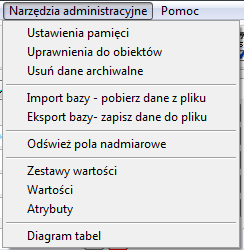 Narzędzia administracyjne Pomoc
Ustawienia pamięci
Uprawnienia do obiektów
Usuń dane archiwalne
Import bazy - pobierz dane z pliku
Eksport bazy- zapisz dane do pliku
Odśwież pola nadmiarowe
Zestawy wartości
Wartości
Atrybuty
Diagram tabel